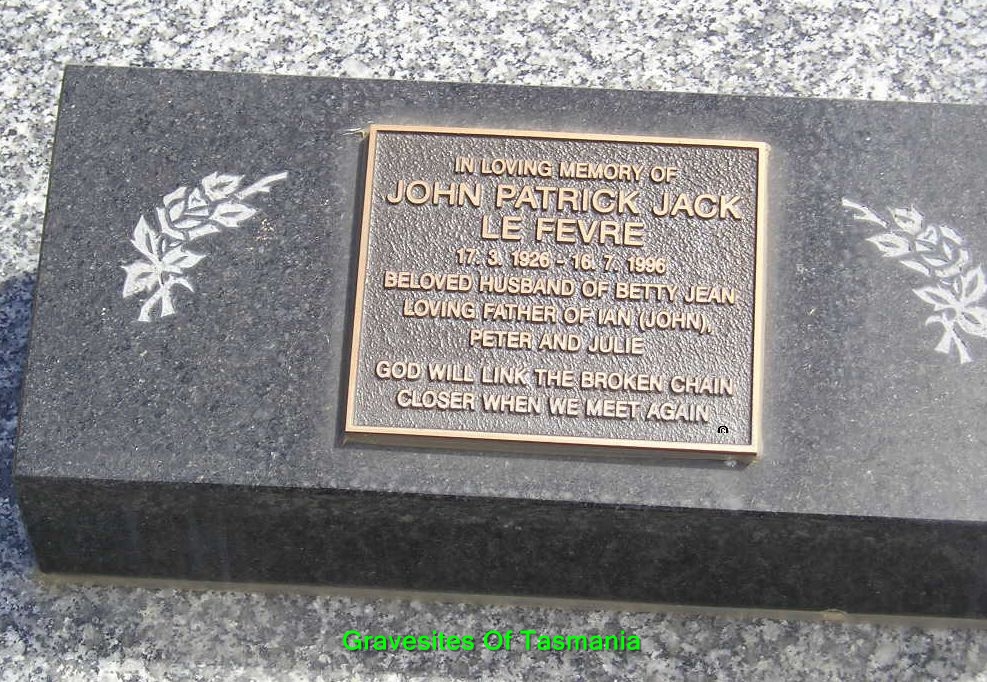 IN LOVING MEMORY OF
JOHN PATRICK JACK
LE FEVRE
17. 3. 1926 - 16. 7. 1996
BELOVED HUSBAND OF BETTY JEAN
LOVING FATHER OF IAN (JOHN),
PETER AND JULIE
GOD WILL LINK THE BROKEN CHAIN
CLOSER WHEN WE MEET AGAIN
Gravesites Of Tasmania